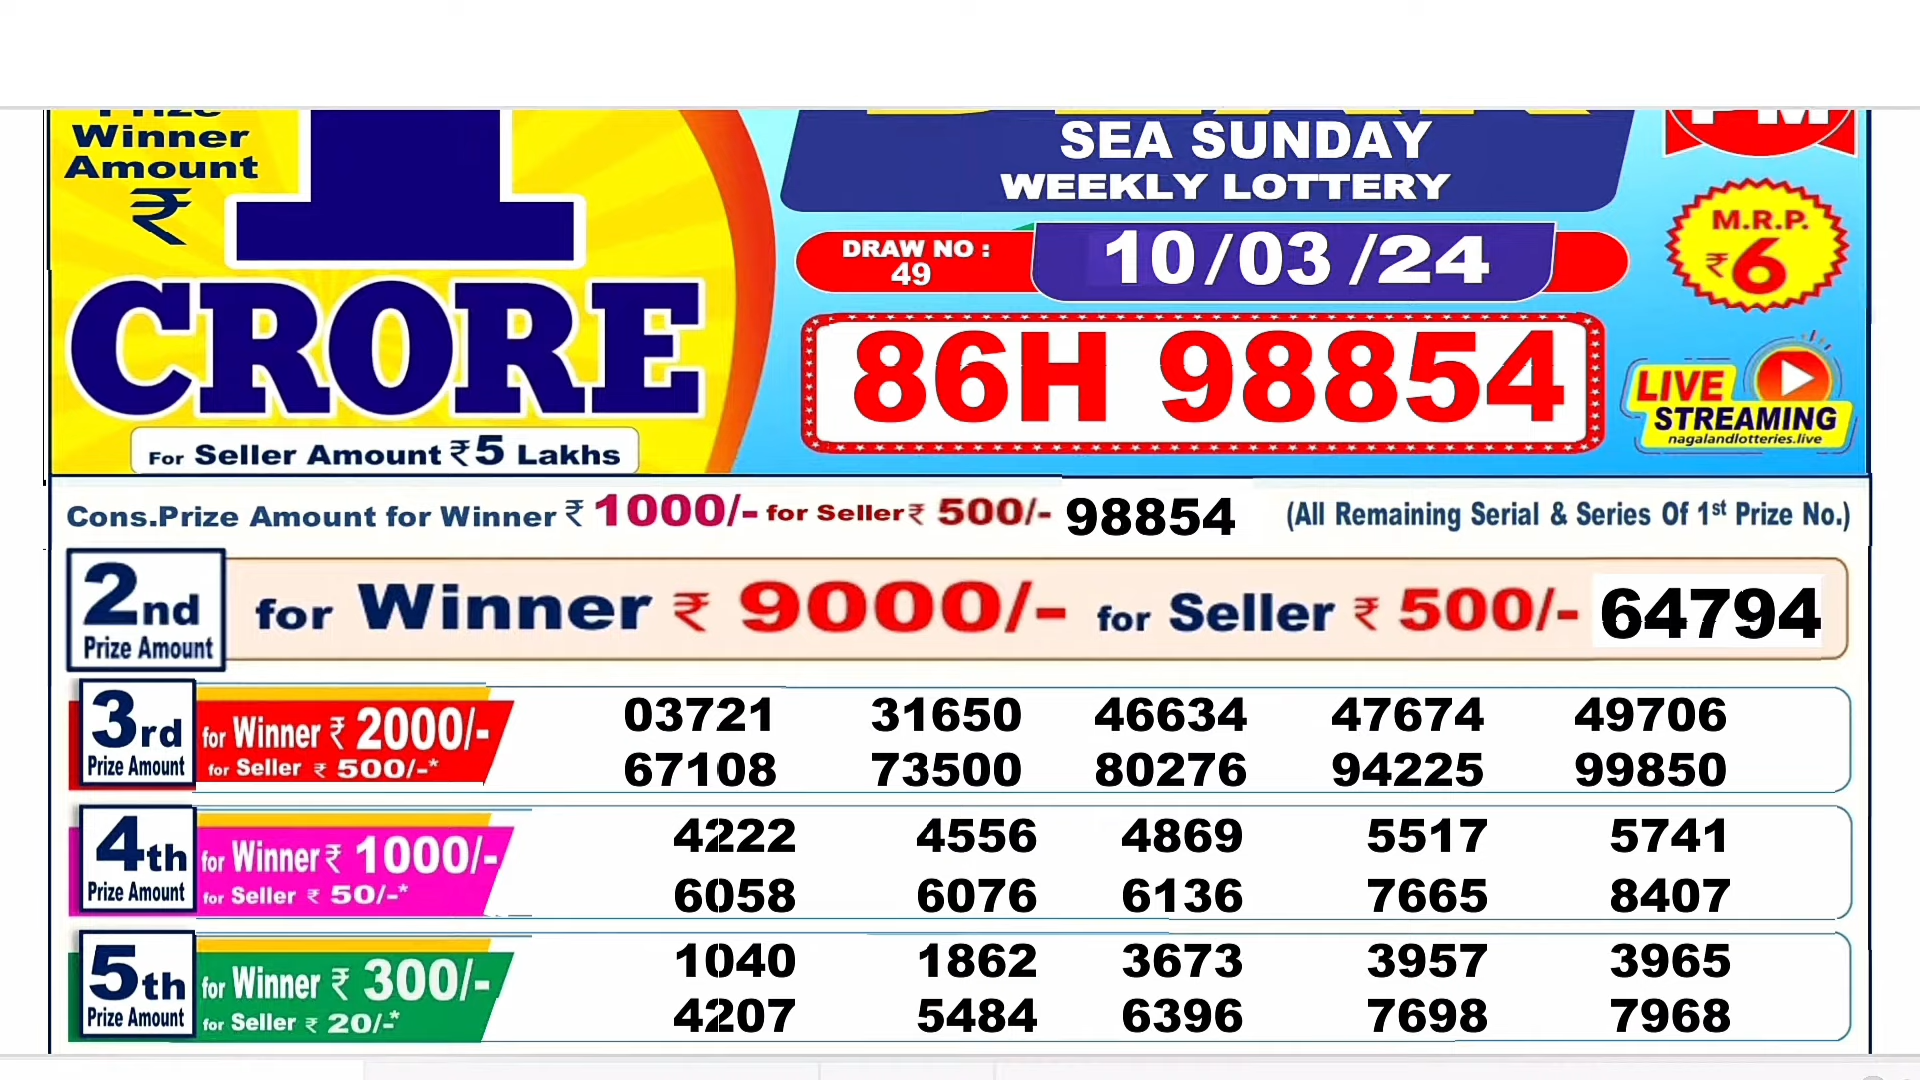 Winner
Amount
₹
1
CRORE
For Seller Amount ₹5 Lakhs
SEA SUNDAY
WEEKLY LOTTERY
DRAW NO :
49
10/03/24
86H 98854
PM
M.R.P.
₹6
LIVE
STREAMING
nagalandlotteries.live
Cons.Prize Amount for Winner ₹ 1000/- for Seller ₹ 500/- 98854 (All Remaining Serial & Series Of 1st Prize No.)
2nd
Prize Amount
for Winner ₹ 9000/- for Seller ₹ 500/- 64794
3rd
Prize Amount
for Winner ₹ 2000/-
for Seller ₹ 500/-*
03721 31650 46634 47674 49706
67108 73500 80276 94225 99850
4th
Prize Amount
for Winner ₹ 1000/-
for Seller ₹ 50/-*
4222 4556 4869 5517 5741
6058 6076 6136 7665 8407
5th
Prize Amount
for Winner ₹ 300/-
for Seller ₹ 20/-*
1040 1862 3673 3957 3965
4207 5484 6396 7698 7968